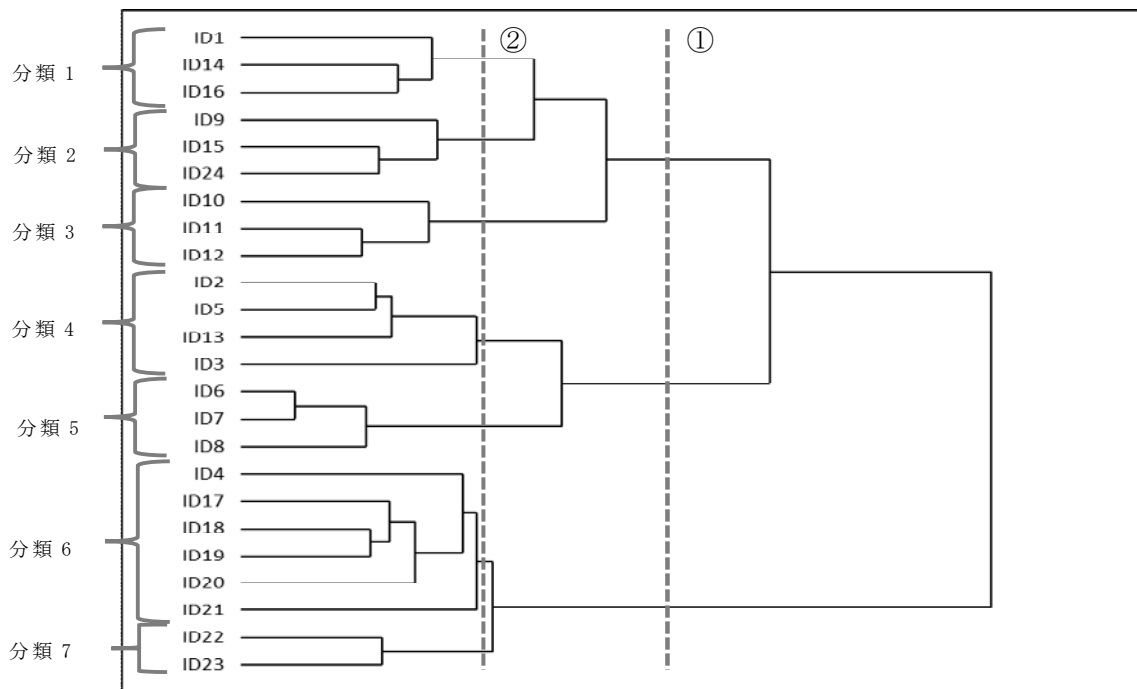 ② ①
ID1
分類 1 ID14
ID16
ID9
分類 2 ID15
ID24
ID10
分類 3 ID11
ID12
ID2
ID5
分類 4 ID13
ID3
ID6
分類 5 ID7
ID8
ID4
ID17
ID18
分類 6 ID19
ID20
ID21
ID22
分類 7 ID23